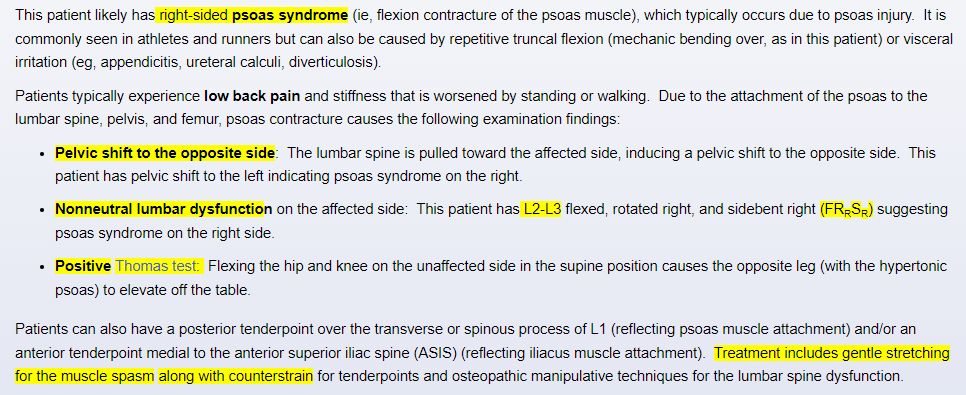 This patient likely has right-sided psoas syndrome (ie, flexion contracture of the psoas muscle), which typically occurs due to psoas injury.  It is
commonly seen in athletes and runners but can also be caused by repetitive truncal flexion (mechanic bending over, as in this patient) or visceral
irritation (eg, appendicitis, ureteral calculi, diverticulosis).
Patients typically experience low back pain and stiffness that is worsened by standing or walking.  Due to the attachment of the psoas to the
lumbar spine, pelvis, and femur, psoas contracture causes the following examination findings:
• Pelvic shift to the opposite side:  The lumbar spine is pulled toward the affected side, inducing a pelvic shift to the opposite side.  This
patient has pelvic shift to the left indicating psoas syndrome on the right.
• Nonneutral lumbar dysfunction on the affected side:  This patient has L2-L3 flexed, rotated right, and sidebent right (FRRSR) suggesting
psoas syndrome on the right side.
• Positive Thomas test:  Flexing the hip and knee on the unaffected side in the supine position causes the opposite leg (with the hypertonic
psoas) to elevate off the table.
Patients can also have a posterior tenderpoint over the transverse or spinous process of L1 (reflecting psoas muscle attachment) and/or an
anterior tenderpoint medial to the anterior superior iliac spine (ASIS) (reflecting iliacus muscle attachment).  Treatment includes gentle stretching
for the muscle spasm along with counterstrain for tenderpoints and osteopathic manipulative techniques for the lumbar spine dysfunction.